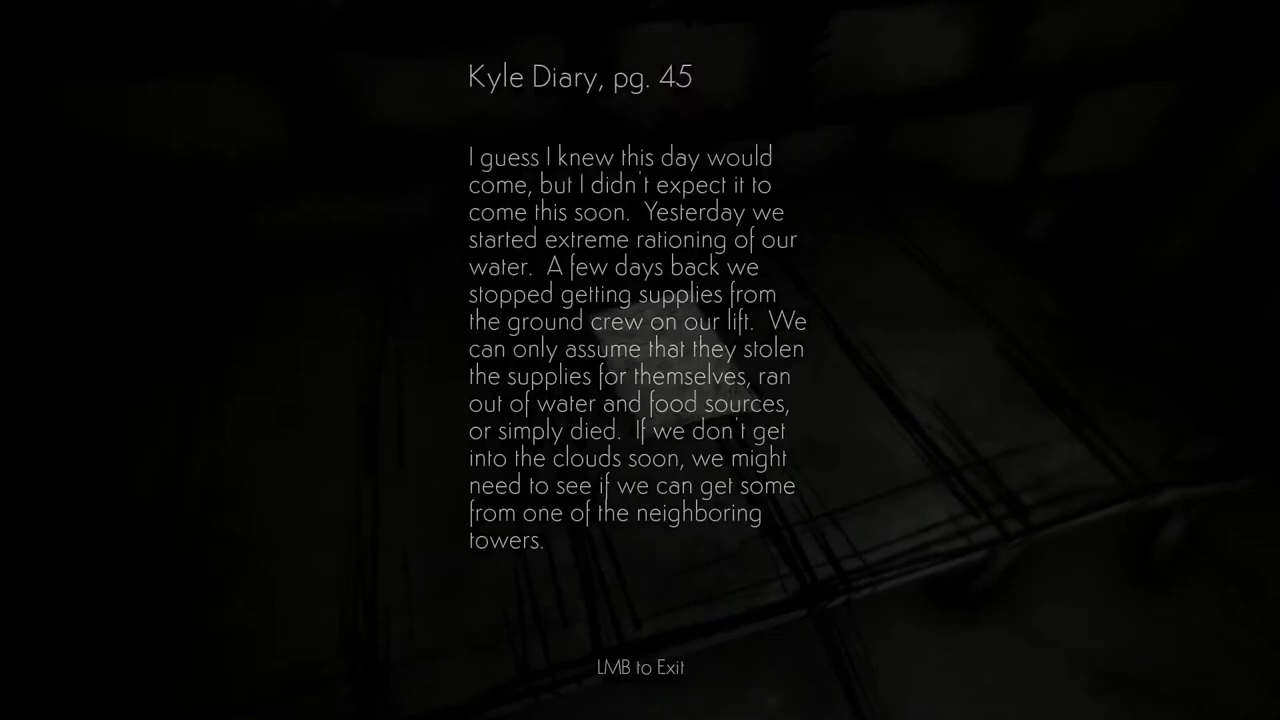 Kyle Diary, pg. 45
I guess I knew this day would
come, but I didn't expect it to
come this soon.  Yesterday we
started extreme rationing of our
water.  A few days back we
stopped getting supplies from
the ground crew on our lift.  We
can only assume that they stolen
the supplies for themselves, ran
out of water and food sources,
or simply died.  If we don't get
into the clouds soon, we might
need to see if we can get some
from one of the neighboring
towers.
LMB to Exit